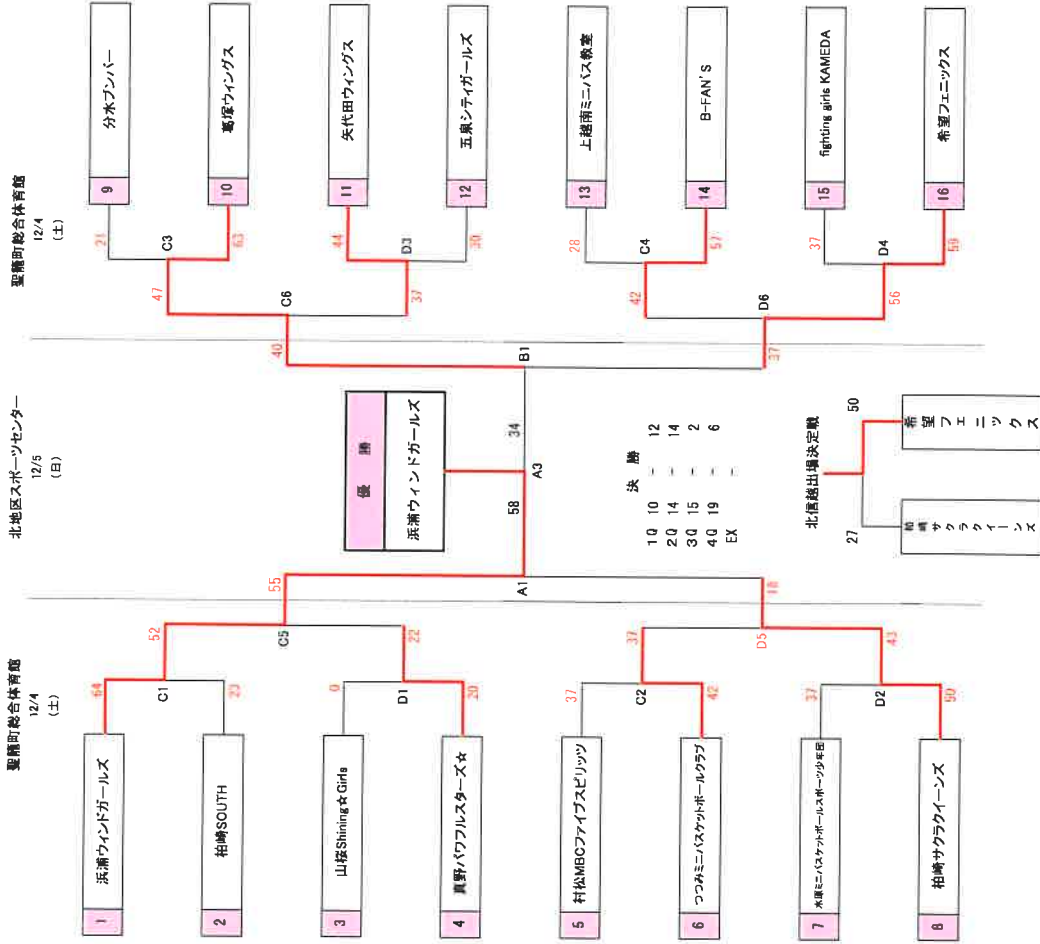 聖籠町総合体育館
12/4
(土)
北地区スポーツセンター
12/5
(日)
聖籠町総合体育館
12/4
(土)
1 浜浦ウィンドガールズ
64
C1
2 柏崎SOUTH
23
52
C5
3 山桜Shining☆Girls
0
D1
4 真野パワフルスターズ☆
20
22
55
A1
5 村松MBCファイブスピリッツ
37
C2
6 つつみミニバスケットボールクラブ
42
37
D5
7 水原ミニバスケットボールスポーツ少年団
37
D2
8 柏崎サクラクイーンズ
50
43
18
優 勝
浜浦ウィンドガールズ
58
A3
34
決 勝
1Q 10 - 12
2Q 14 - 14
3Q 15 - 2
4Q 19 - 6
EX -
北信越出場決定戦
27
50
柏崎サクラクイーンズ
希望フェニックス
9 分水ブンバー
21
C3
10 葛塚ウィングス
63
47
C6
11 矢代田ウィングス
44
D3
12 五泉シティガールズ
30
37
40
B1
13 上越南ミニバス教室
28
C4
14 B-FAN'S
57
42
D6
15 fighting girls KAMEDA
37
D4
16 希望フェニックス
59
56
37